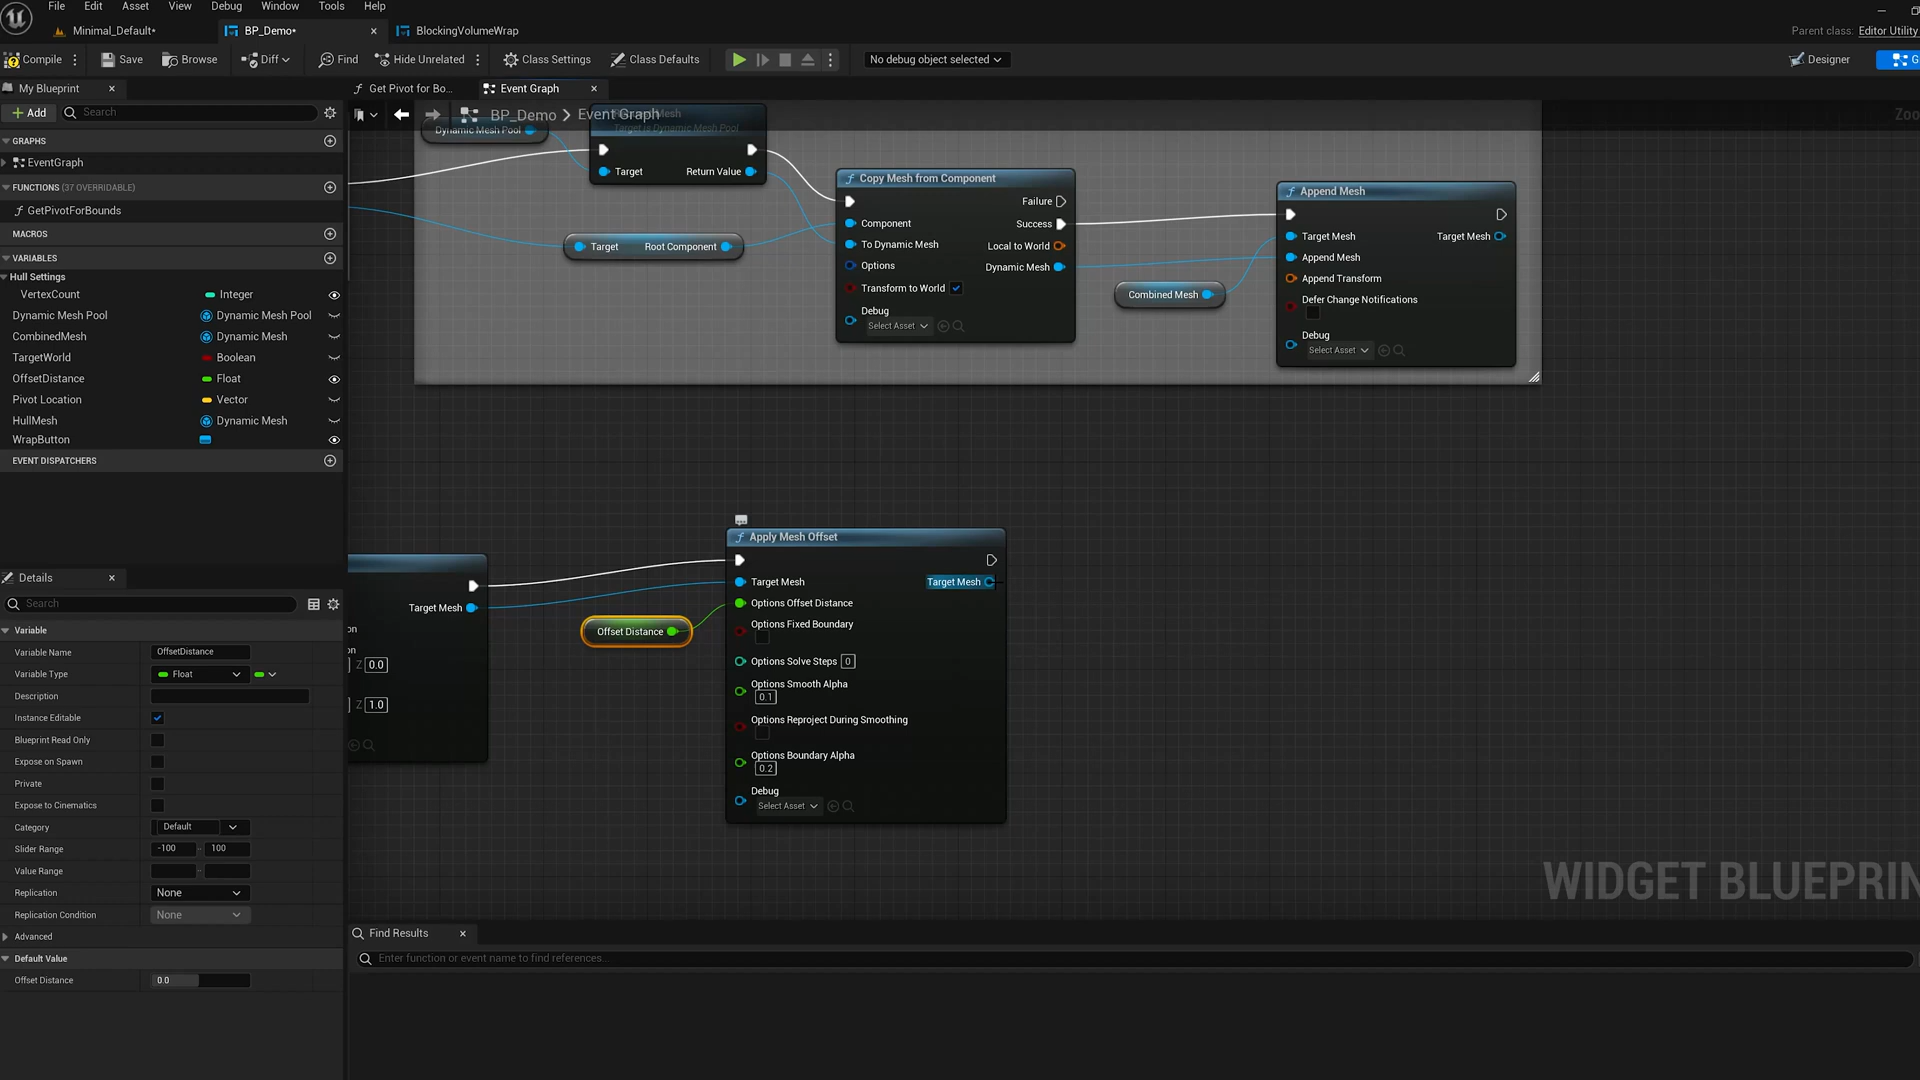 File Edit Asset View Debug Window Tools Help
Minimal_Default* BP_Demo* BlockingVolumeWrap
Parent class: Editor Utility
Compile Save Browse Diff Find Hide Unrelated Class Settings Class Defaults No debug object selected Designer G
My Blueprint
Get Pivot for Bo... Event Graph
Add Search
BP_Demo > Event Graph
Zoo
GRAPHS
EventGraph
FUNCTIONS (37 OVERRIDABLE)
GetPivotForBounds
MACROS
VARIABLES
Hull Settings
VertexCount Integer
Dynamic Mesh Pool Dynamic Mesh Pool
CombinedMesh Dynamic Mesh
TargetWorld Boolean
OffsetDistance Float
Pivot Location Vector
HullMesh Dynamic Mesh
WrapButton
EVENT DISPATCHERS
Dynamic Mesh Pool
Mesh
Target is Dynamic Mesh Pool
Target Return Value
Target Root Component
Copy Mesh from Component
Failure
Component Success
To Dynamic Mesh Local to World
Options Dynamic Mesh
Transform to World
Debug
Select Asset
Combined Mesh
Append Mesh
Target Mesh Target Mesh
Append Mesh
Append Transform
Defer Change Notifications
Debug
Select Asset
Target Mesh
on
on
Z 0.0
Z 1.0
Offset Distance
Apply Mesh Offset
Target Mesh Target Mesh
Options Offset Distance
Options Fixed Boundary
Options Solve Steps 0
Options Smooth Alpha
0.1
Options Reproject During Smoothing
Options Boundary Alpha
0.2
Debug
Select Asset
WIDGET BLUEPRIN
Details
Search
Variable
Variable Name OffsetDistance
Variable Type Float
Description
Instance Editable
Blueprint Read Only
Expose on Spawn
Private
Expose to Cinematics
Category Default
Slider Range -100 100
Value Range
Replication None
Replication Condition None
Advanced
Default Value
Offset Distance 0.0
Find Results
Enter function or event name to find references...